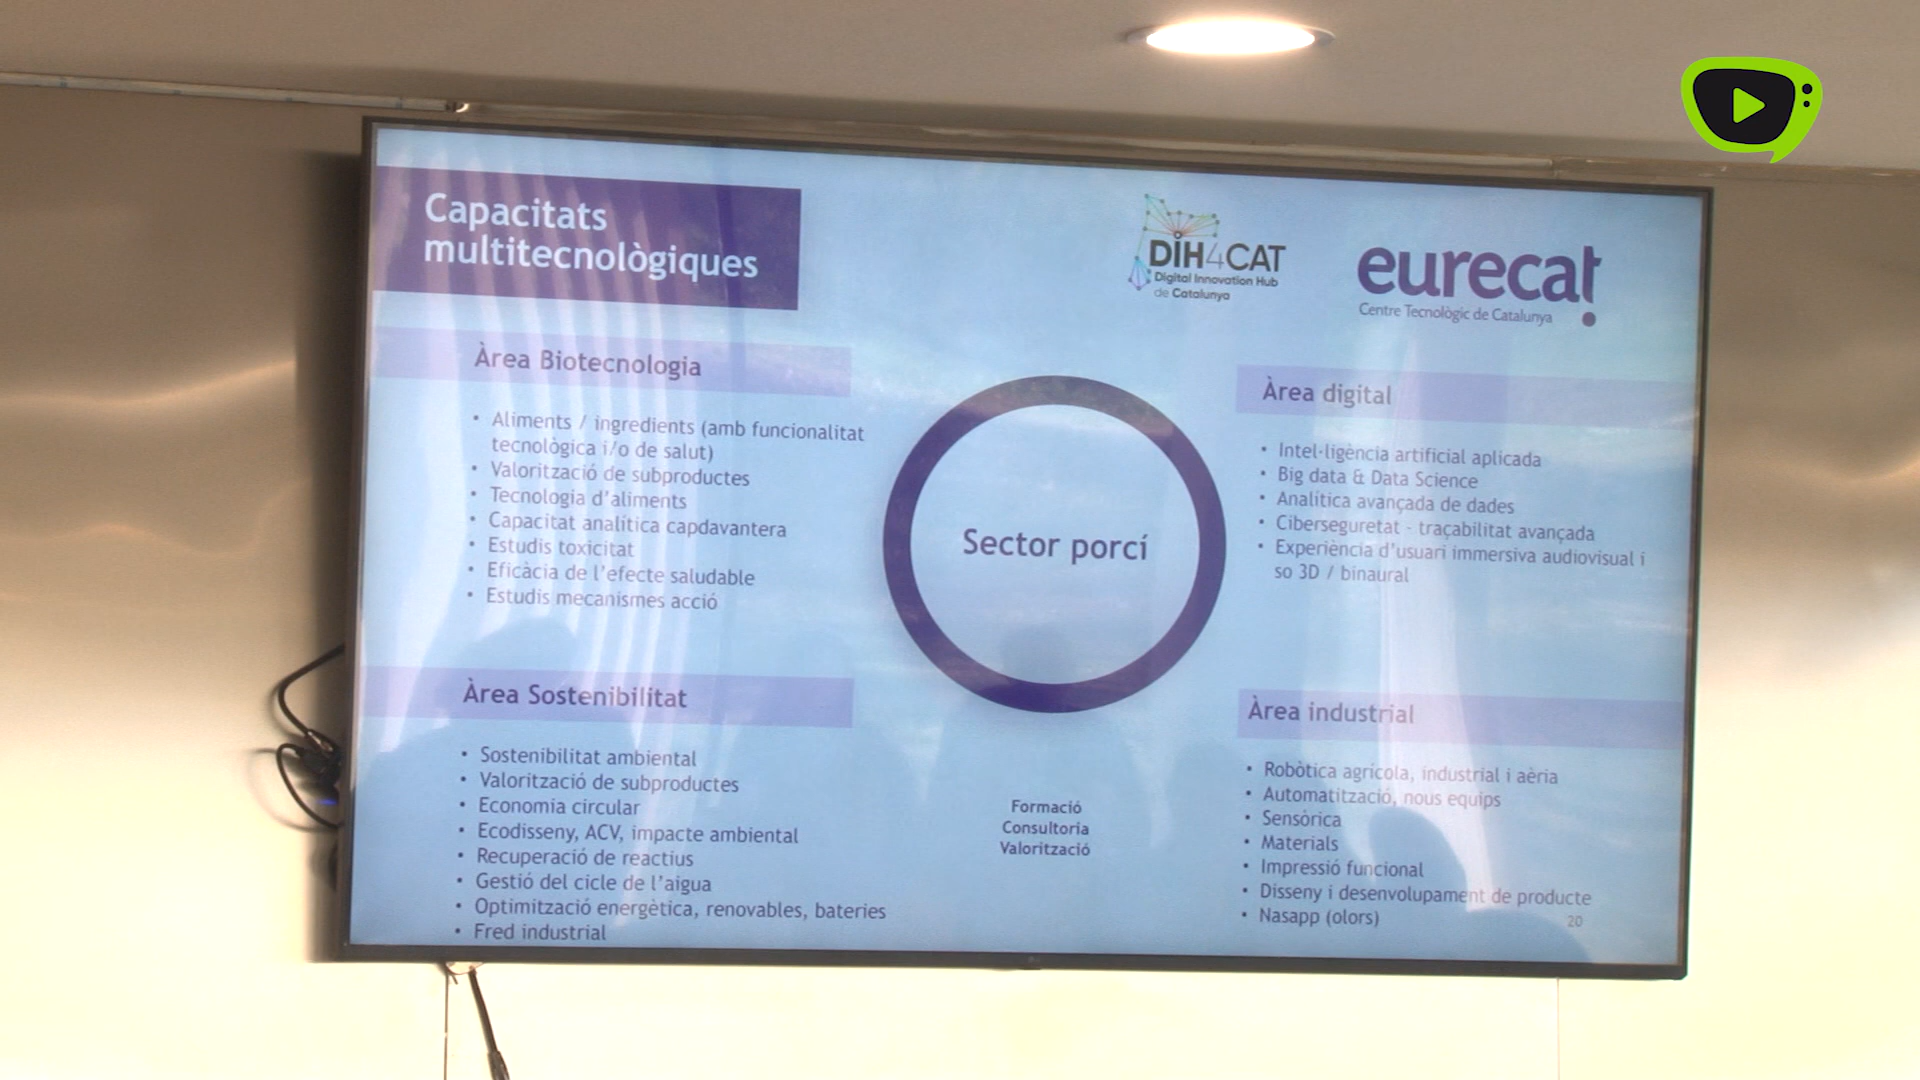 Capacitats
multitecnològiques
DIH4CAT
Digital Innovation Hub
de Catalunya
eurecat
Centre Tecnològic de Catalunya
Àrea Biotecnologia
• Aliments / ingredients (amb funcionalitat
tecnològica i/o de salut)
• Valorització de subproductes
• Tecnologia d'aliments
• Capacitat analítica capdavantera
• Estudis toxicitat
• Eficàcia de l'efecte saludable
• Estudis mecanismes acció
Àrea digital
• Intel·ligència artificial aplicada
• Big data & Data Science
• Analítica avançada de dades
• Ciberseguretat - traçabilitat avançada
• Experiència d'usuari immersiva audiovisual i
so 3D / binaural
Sector porcí
Àrea Sostenibilitat
• Sostenibilitat ambiental
• Valorització de subproductes
• Economia circular
• Ecodisseny, ACV, impacte ambiental
• Recuperació de reactius
• Gestió del cicle de l'aigua
• Optimització energètica, renovables, bateries
• Fred industrial
Formació
Consultoria
Valorització
Àrea industrial
• Robòtica agrícola, industrial i aèria
• Automatització, nous equips
• Sensòrica
• Materials
• Impressió funcional
• Disseny i desenvolupament de producte
• Nasapp (olors)
20